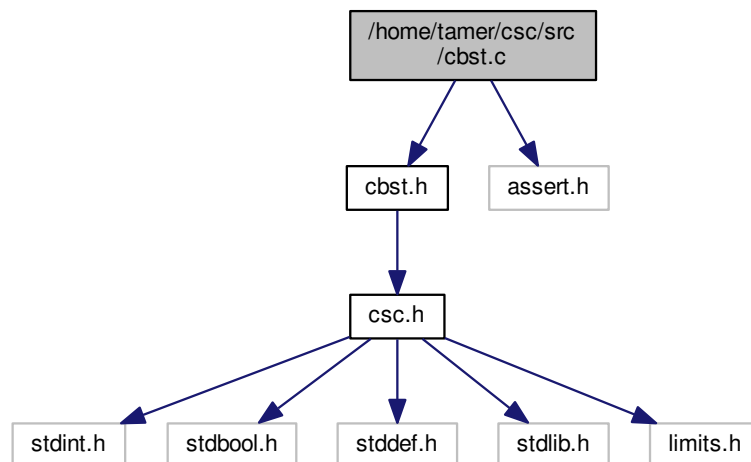 /home/tamer/csc/src
/cbst.c
cbst.h
assert.h
csc.h
stdint.h
stdbool.h
stddef.h
stdlib.h
limits.h